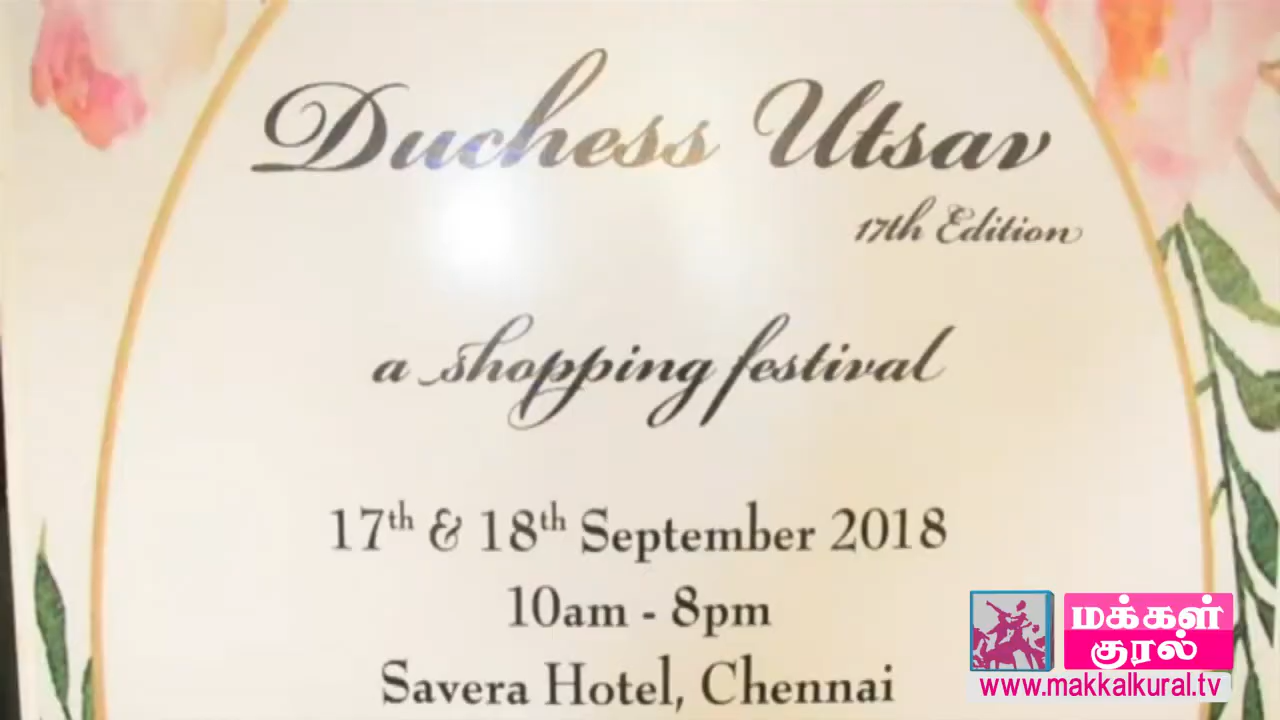 Duchess Utsav
17th Edition
a shopping festival
17th & 18th September 2018
10am - 8pm
Savera Hotel, Chennai
மக்கள்
குரல்
www.makkalkural.tv